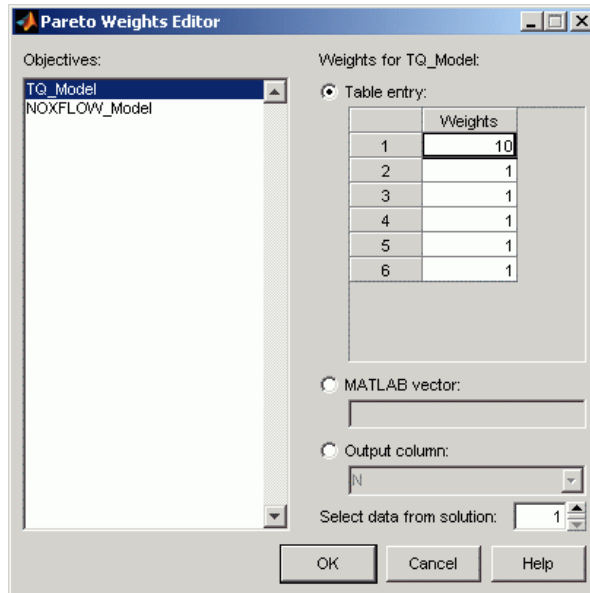 Pareto Weights Editor
Objectives:
TQ_Model
NOXFLOW_Model
Weights for TQ_Model:
Table entry:
Weights
1 10
2 1
3 1
4 1
5 1
6 1
MATLAB vector:
Output column:
N
Select data from solution: 1
OK Cancel Help